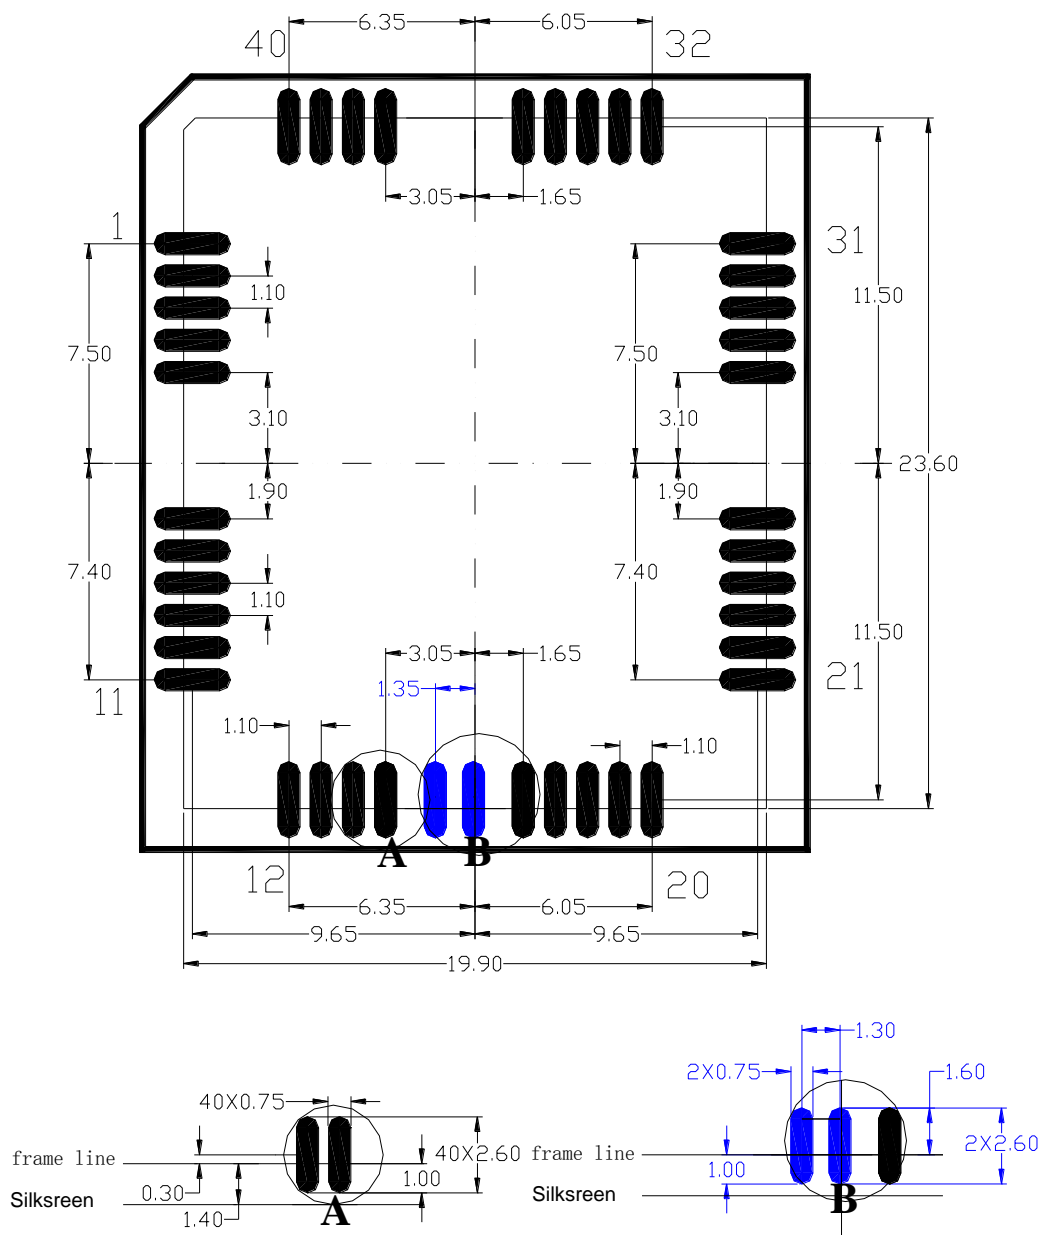 6.35 6.05
40 32
3.05 1.65
1 31
1.10 11.50
7.50 7.50
3.10 3.10
23.60
1.90 1.90
7.40 7.40
1.10
11.50
3.05 1.65
1.35 21
11
1.10 1.10
A B
12 20
6.35 6.05
9.65 9.65
19.90
1.30
2X0.75 1.60
40X0.75
40X2.60 frame line 2X2.60
frame line
1.00 1.00
0.30 Silksreen
Silksreen B
1.40 A